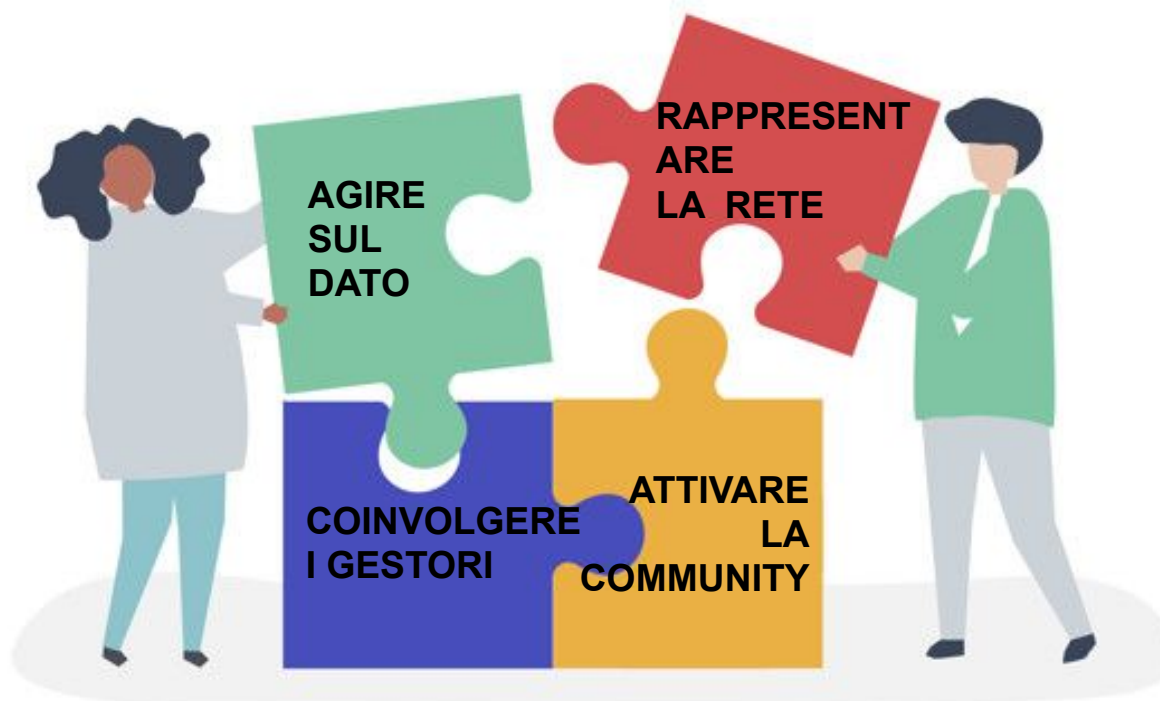 AGIRE
SUL
DATO
RAPPRESENT
ARE
LA RETE
COINVOLGERE
I GESTORI
ATTIVARE
LA
COMMUNITY